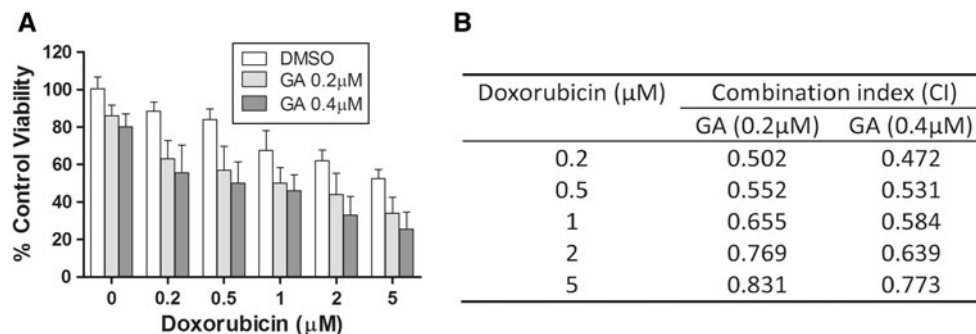 A
% Control Viability
120
100
80
60
40
20
0
DMSO
GA 0.2μM
GA 0.4μM
0 0.2 0.5 1 2 5
Doxorubicin (μM)
B
Doxorubicin (μM) Combination index (CI)
GA (0.2μM) GA (0.4μM)
0.2 0.502 0.472
0.5 0.552 0.531
1 0.655 0.584
2 0.769 0.639
5 0.831 0.773